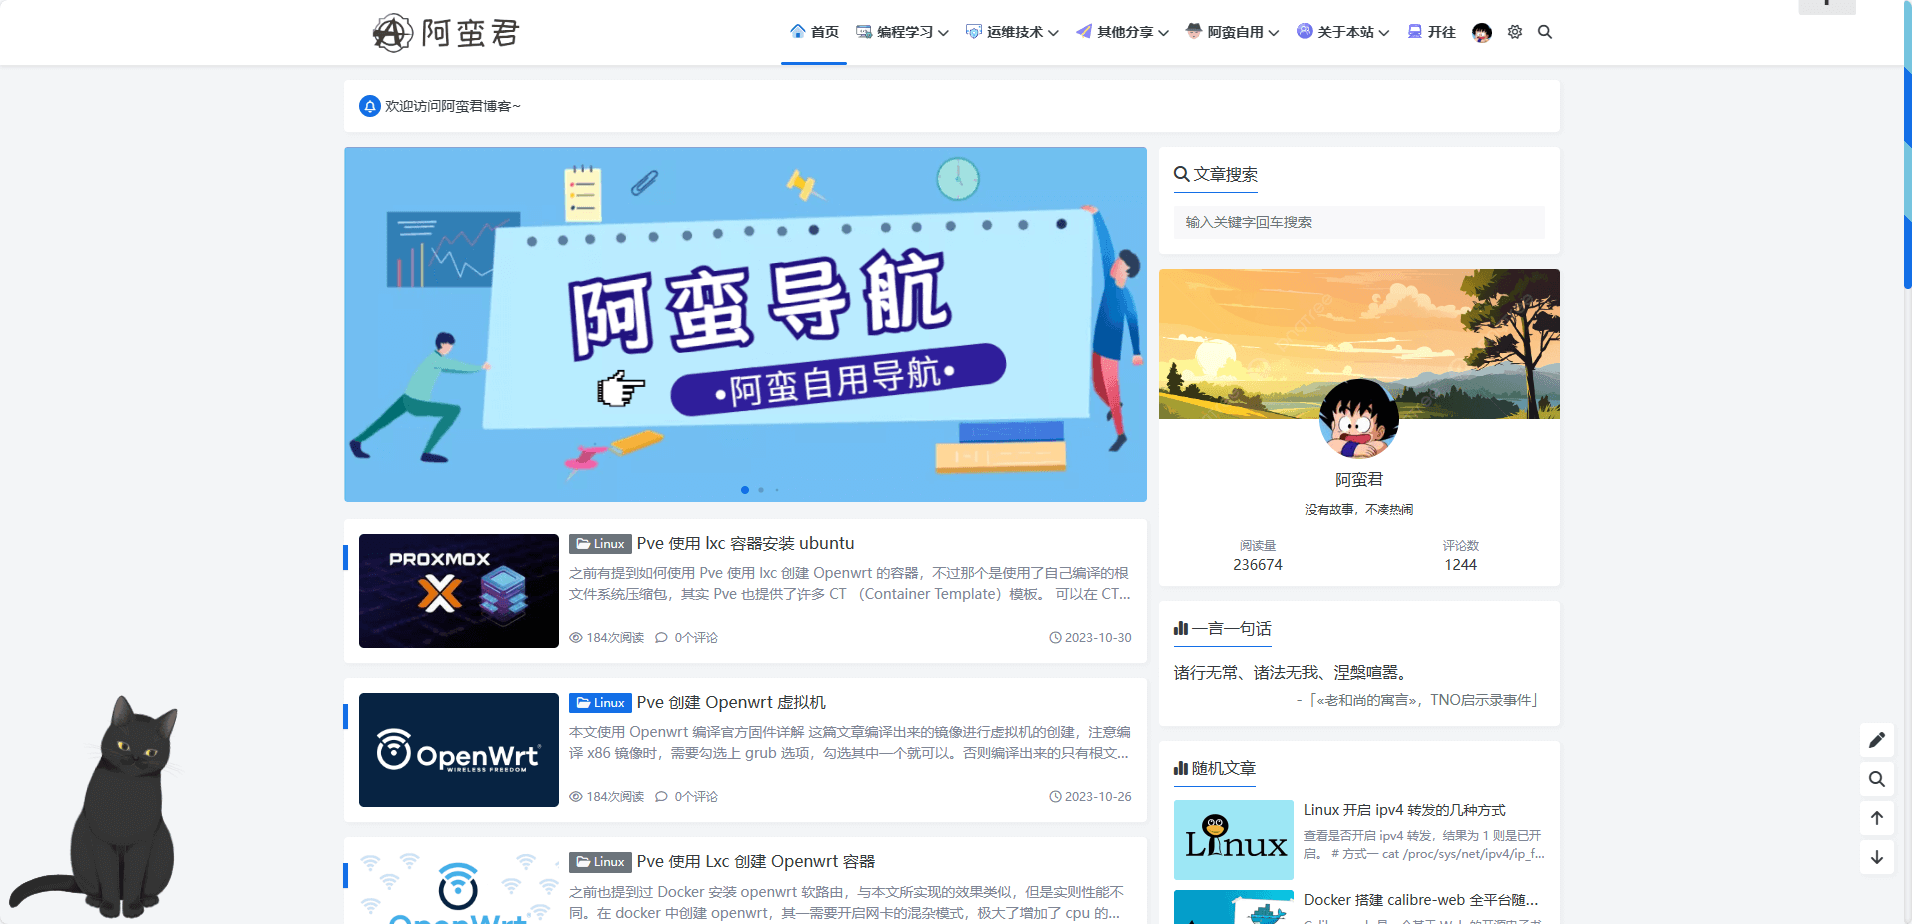 阿蛮君
首页 编程学习 运维技术 其他分享 阿蛮自用 关于本站 开往
欢迎访问阿蛮君博客~
阿蛮导航
•阿蛮自用导航•
PROXMOX
Linux Pve 使用 lxc 容器安装 ubuntu
之前有提到如何使用 Pve 使用 lxc 创建 Openwrt 的容器，不过那个是使用了自己编译的根
文件系统压缩包，其实 Pve 也提供了许多 CT （Container Template）模板。 可以在 CT...
184次阅读 0个评论 2023-10-30
OpenWrt
WIRELESS FREEDOM
Linux Pve 创建 Openwrt 虚拟机
本文使用 Openwrt 编译官方固件详解 这篇文章编译出来的镜像进行虚拟机的创建，注意编
译 x86 镜像时，需要勾选上 grub 选项，勾选其中一个就可以。否则编译出来的只有根文...
184次阅读 0个评论 2023-10-26
OpenWrt
Linux Pve 使用 Lxc 创建 Openwrt 容器
之前也提到过 Docker 安装 openwrt 软路由，与本文所实现的效果类似，但是实则性能不
同。在 docker 中创建 openwrt，其一需要开启网卡的混杂模式，极大了增加了 cpu 的...
文章搜索
输入关键字回车搜索
阿蛮君
没有故事，不凑热闹
阅读量 评论数
236674 1244
一言一句话
诸行无常、诸法无我、涅槃喧嚣。
-「«老和尚的寓言»，TNO启示录事件」
随机文章
Linux
Linux 开启 ipv4 转发的几种方式
查看是否开启 ipv4 转发，结果为 1 则是已开
启。 # 方式一 cat /proc/sys/net/ipv4/ip_f...
Docker 搭建 calibre-web 全平台随...